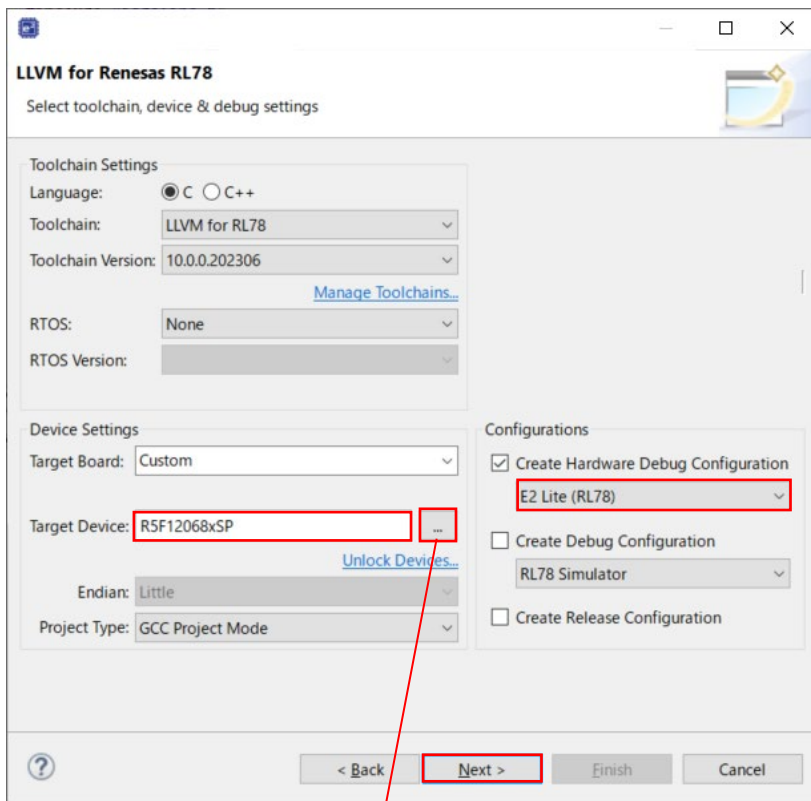 LLVM for Renesas RL78
Select toolchain, device & debug settings
Toolchain Settings
Language: C C++
Toolchain: LLVM for RL78
Toolchain Version: 10.0.0.202306
Manage Toolchains...
RTOS: None
RTOS Version:
Device Settings
Target Board: Custom
Target Device: R5F12068xSP ...
Unlock Devices...
Endian: Little
Project Type: GCC Project Mode
Configurations
Create Hardware Debug Configuration
E2 Lite (RL78)
Create Debug Configuration
RL78 Simulator
Create Release Configuration
?
< Back Next > Finish Cancel